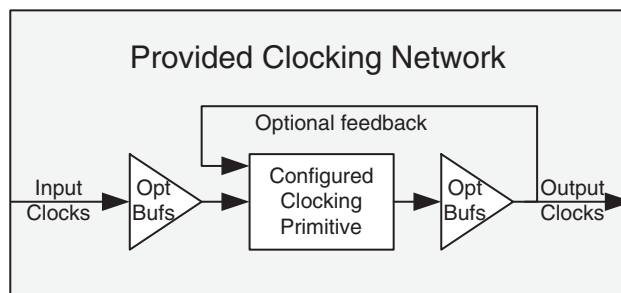 Provided Clocking Network
Optional feedback
Input
Clocks
Opt
Bufs
Configured
Clocking
Primitive
Opt
Bufs
Output
Clocks